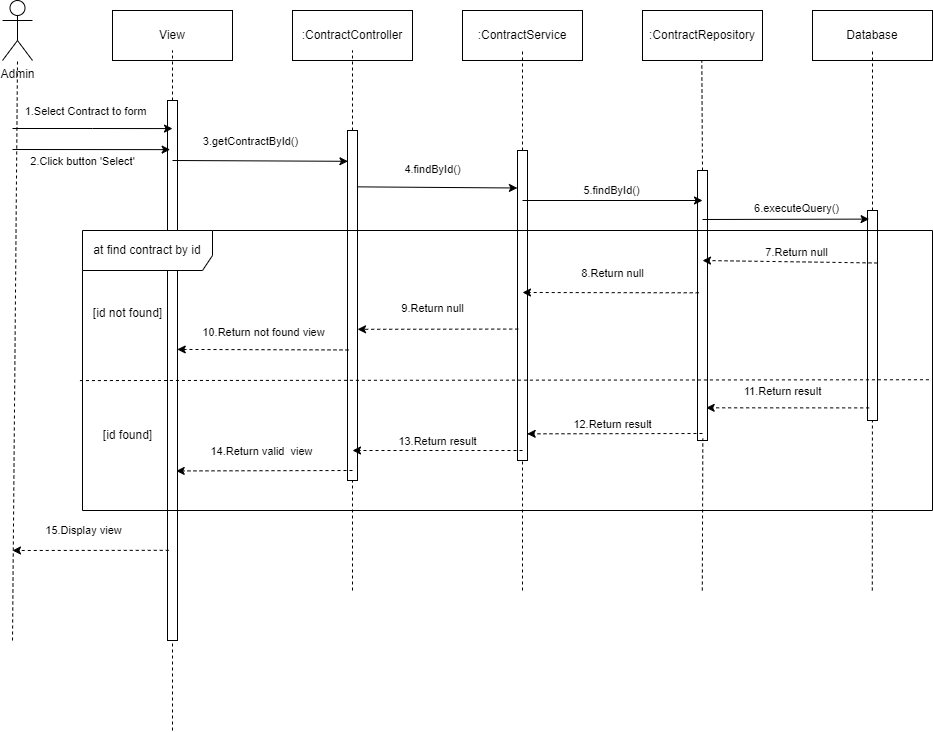 View
:ContractController
:ContractService
:ContractRepository
Database
Admin
1.Select Contract to form
2.Click button 'Select'
3.getContractById()
4.findById()
5.findById()
6.executeQuery()
at find contract by id
7.Return null
8.Return null
9.Return null
[id not found]
10.Return not found view
11.Return result
12.Return result
[id found]
13.Return result
14.Return valid view
15.Display view